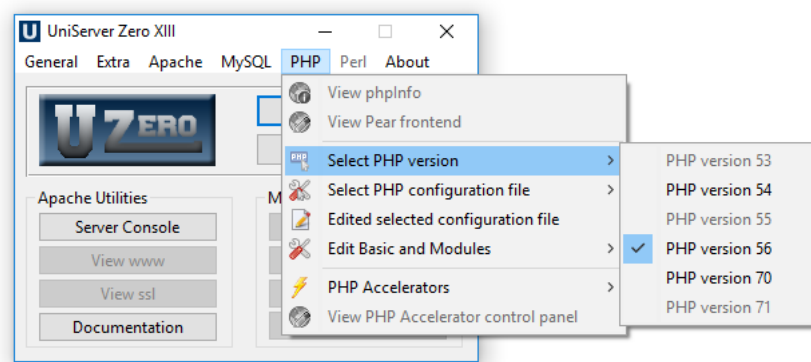 UniServer Zero XIII
General Extra Apache MySQL PHP Perl About
U ZERO
View phpInfo
View Pear frontend
Select PHP version
Select PHP configuration file
Edited selected configuration file
Edit Basic and Modules
PHP Accelerators
View PHP Accelerator control panel
PHP version 53
PHP version 54
PHP version 55
PHP version 56
PHP version 70
PHP version 71
Apache Utilities
M
Server Console
View www
View ssl
Documentation